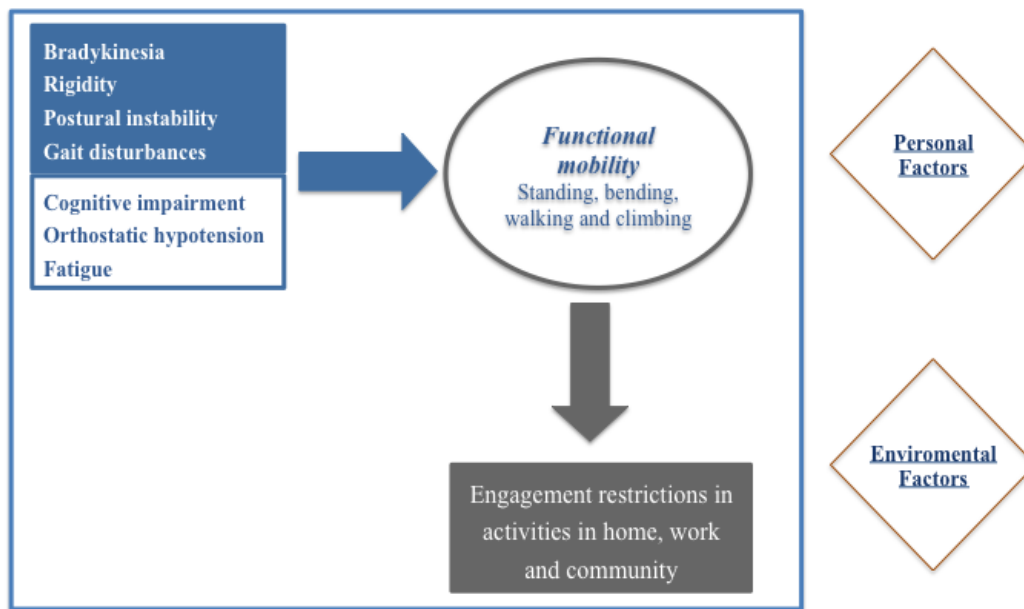 Bradykinesia
Rigidity
Postural instability
Gait disturbances
Cognitive impairment
Orthostatic hypotension
Fatigue
Functional
mobility
Standing, bending,
walking and climbing
Engagement restrictions in
activities in home, work
and community
Personal
Factors
Enviromental
Factors